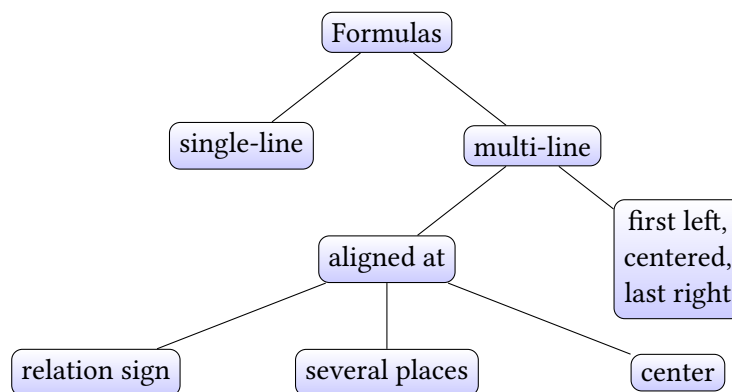 Formulas
single-line
multi-line
aligned at
first left,
centered,
last right
relation sign
several places
center